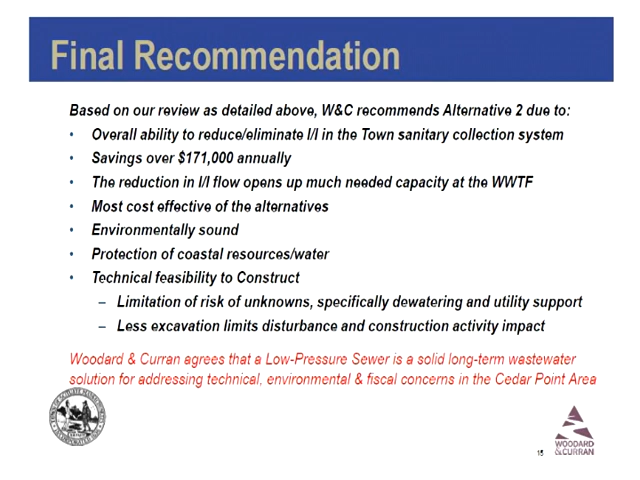 Final Recommendation
Based on our review as detailed above, W&C recommends Alternative 2 due to:
• Overall ability to reduce/eliminate I/I in the Town sanitary collection system
• Savings over $171,000 annually
• The reduction in I/I flow opens up much needed capacity at the WWTF
• Most cost effective of the alternatives
• Environmentally sound
• Protection of coastal resources/water
• Technical feasibility to Construct
– Limitation of risk of unknowns, specifically dewatering and utility support
– Less excavation limits disturbance and construction activity impact
Woodard & Curran agrees that a Low-Pressure Sewer is a solid long-term wastewater
solution for addressing technical, environmental & fiscal concerns in the Cedar Point Area
15
WOODARD
&CURRAN